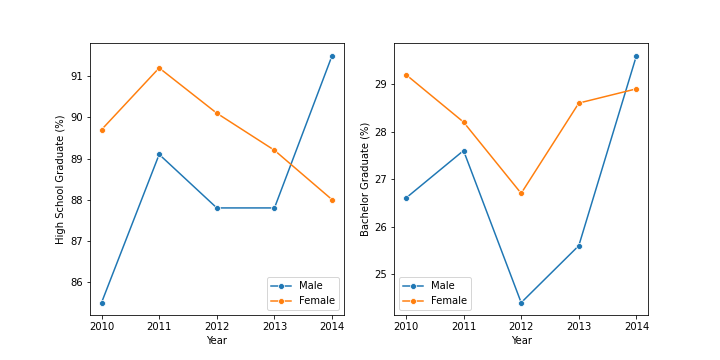 High School Graduate (%)
91
90
89
88
87
86
2010 2011 2012 2013 2014
Year
Male
Female
Bachelor Graduate (%)
29
28
27
26
25
2010 2011 2012 2013 2014
Year
Male
Female